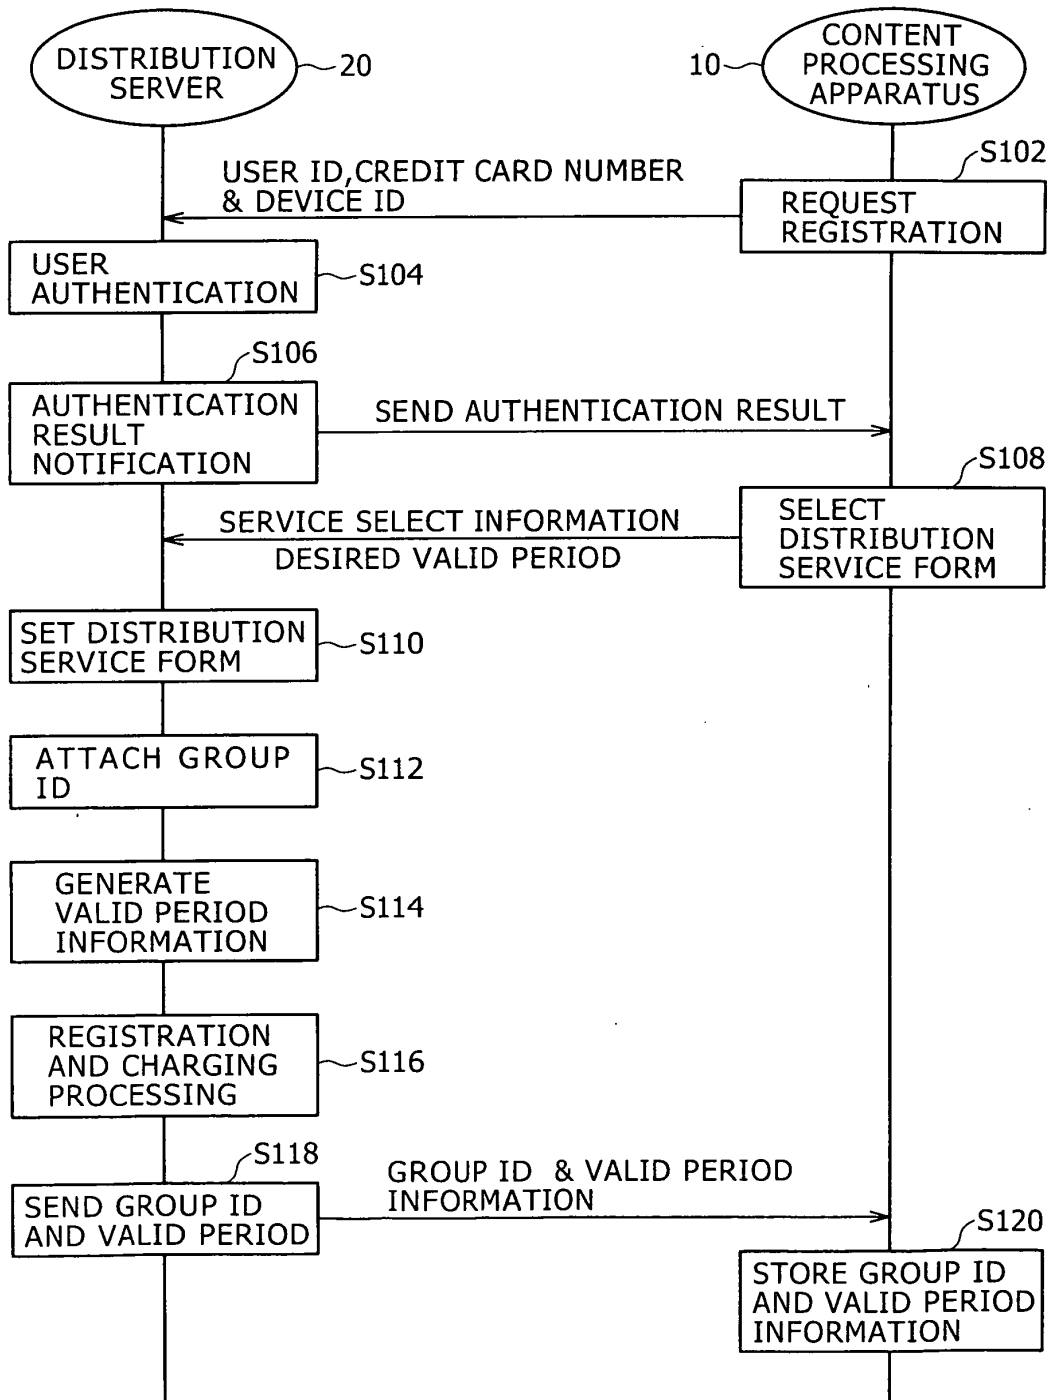 DISTRIBUTION
SERVER
20
10
CONTENT
PROCESSING
APPARATUS
S102
USER ID,CREDIT CARD NUMBER
& DEVICE ID
REQUEST
REGISTRATION
USER
AUTHENTICATION
S104
S106
AUTHENTICATION
RESULT
NOTIFICATION
SEND AUTHENTICATION RESULT
S108
SERVICE SELECT INFORMATION
DESIRED VALID PERIOD
SELECT
DISTRIBUTION
SERVICE FORM
SET DISTRIBUTION
SERVICE FORM
S110
ATTACH GROUP
ID
S112
GENERATE
VALID PERIOD
INFORMATION
S114
REGISTRATION
AND CHARGING
PROCESSING
S116
S118
SEND GROUP ID
AND VALID PERIOD
GROUP ID & VALID PERIOD
INFORMATION
S120
STORE GROUP ID
AND VALID PERIOD
INFORMATION